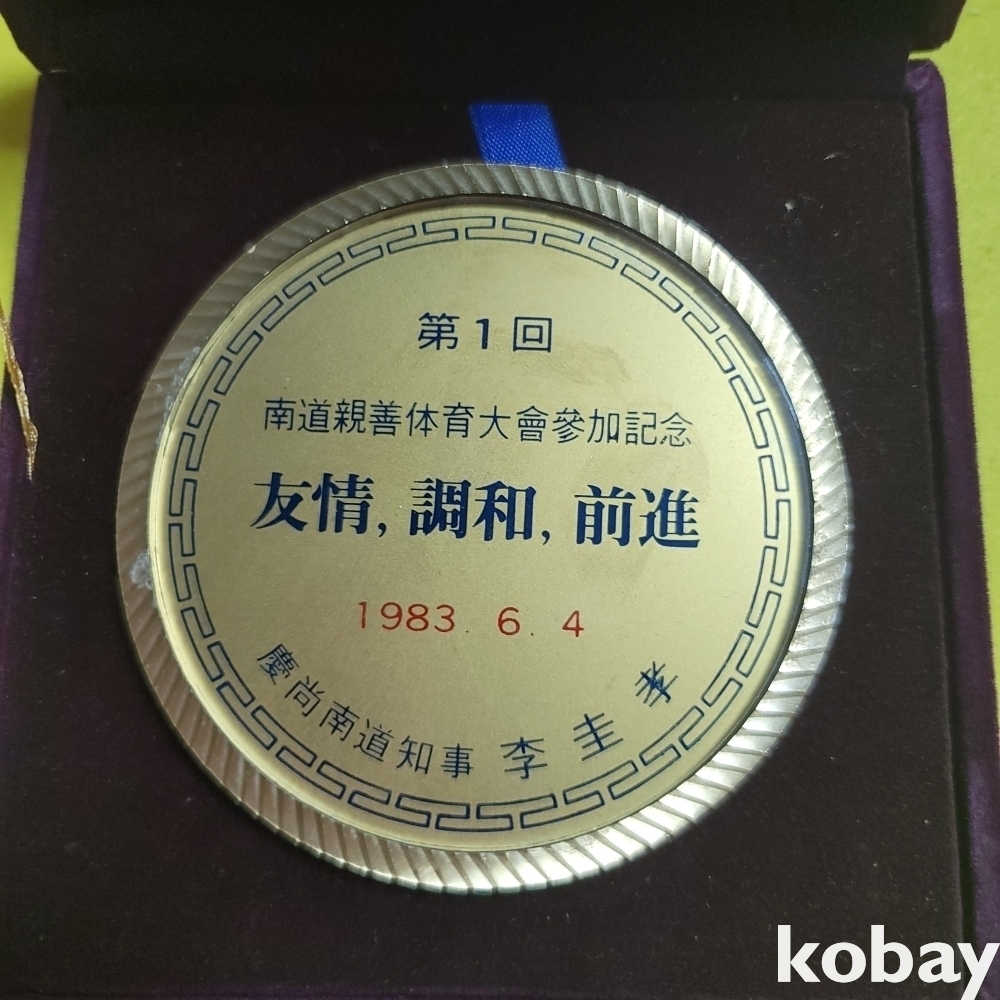 第1回
南道親善体育大會參加記念
友情, 調和, 前進
1983. 6. 4
慶尚南道知事 李圭孝
kobay